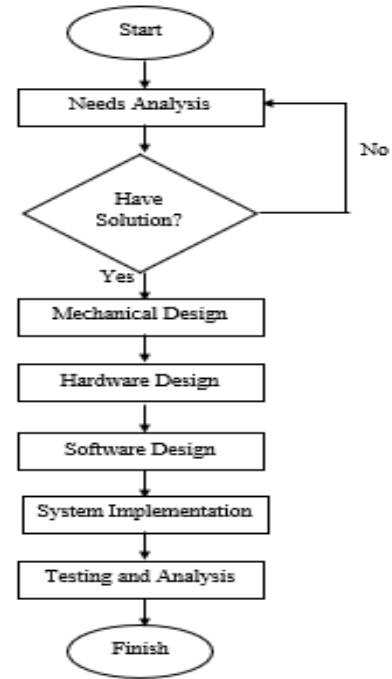 Start
Needs Analysis
No
Have
Solution?
Yes
Mechanical Design
Hardware Design
Software Design
System Implementation
Testing and Analysis
Finish